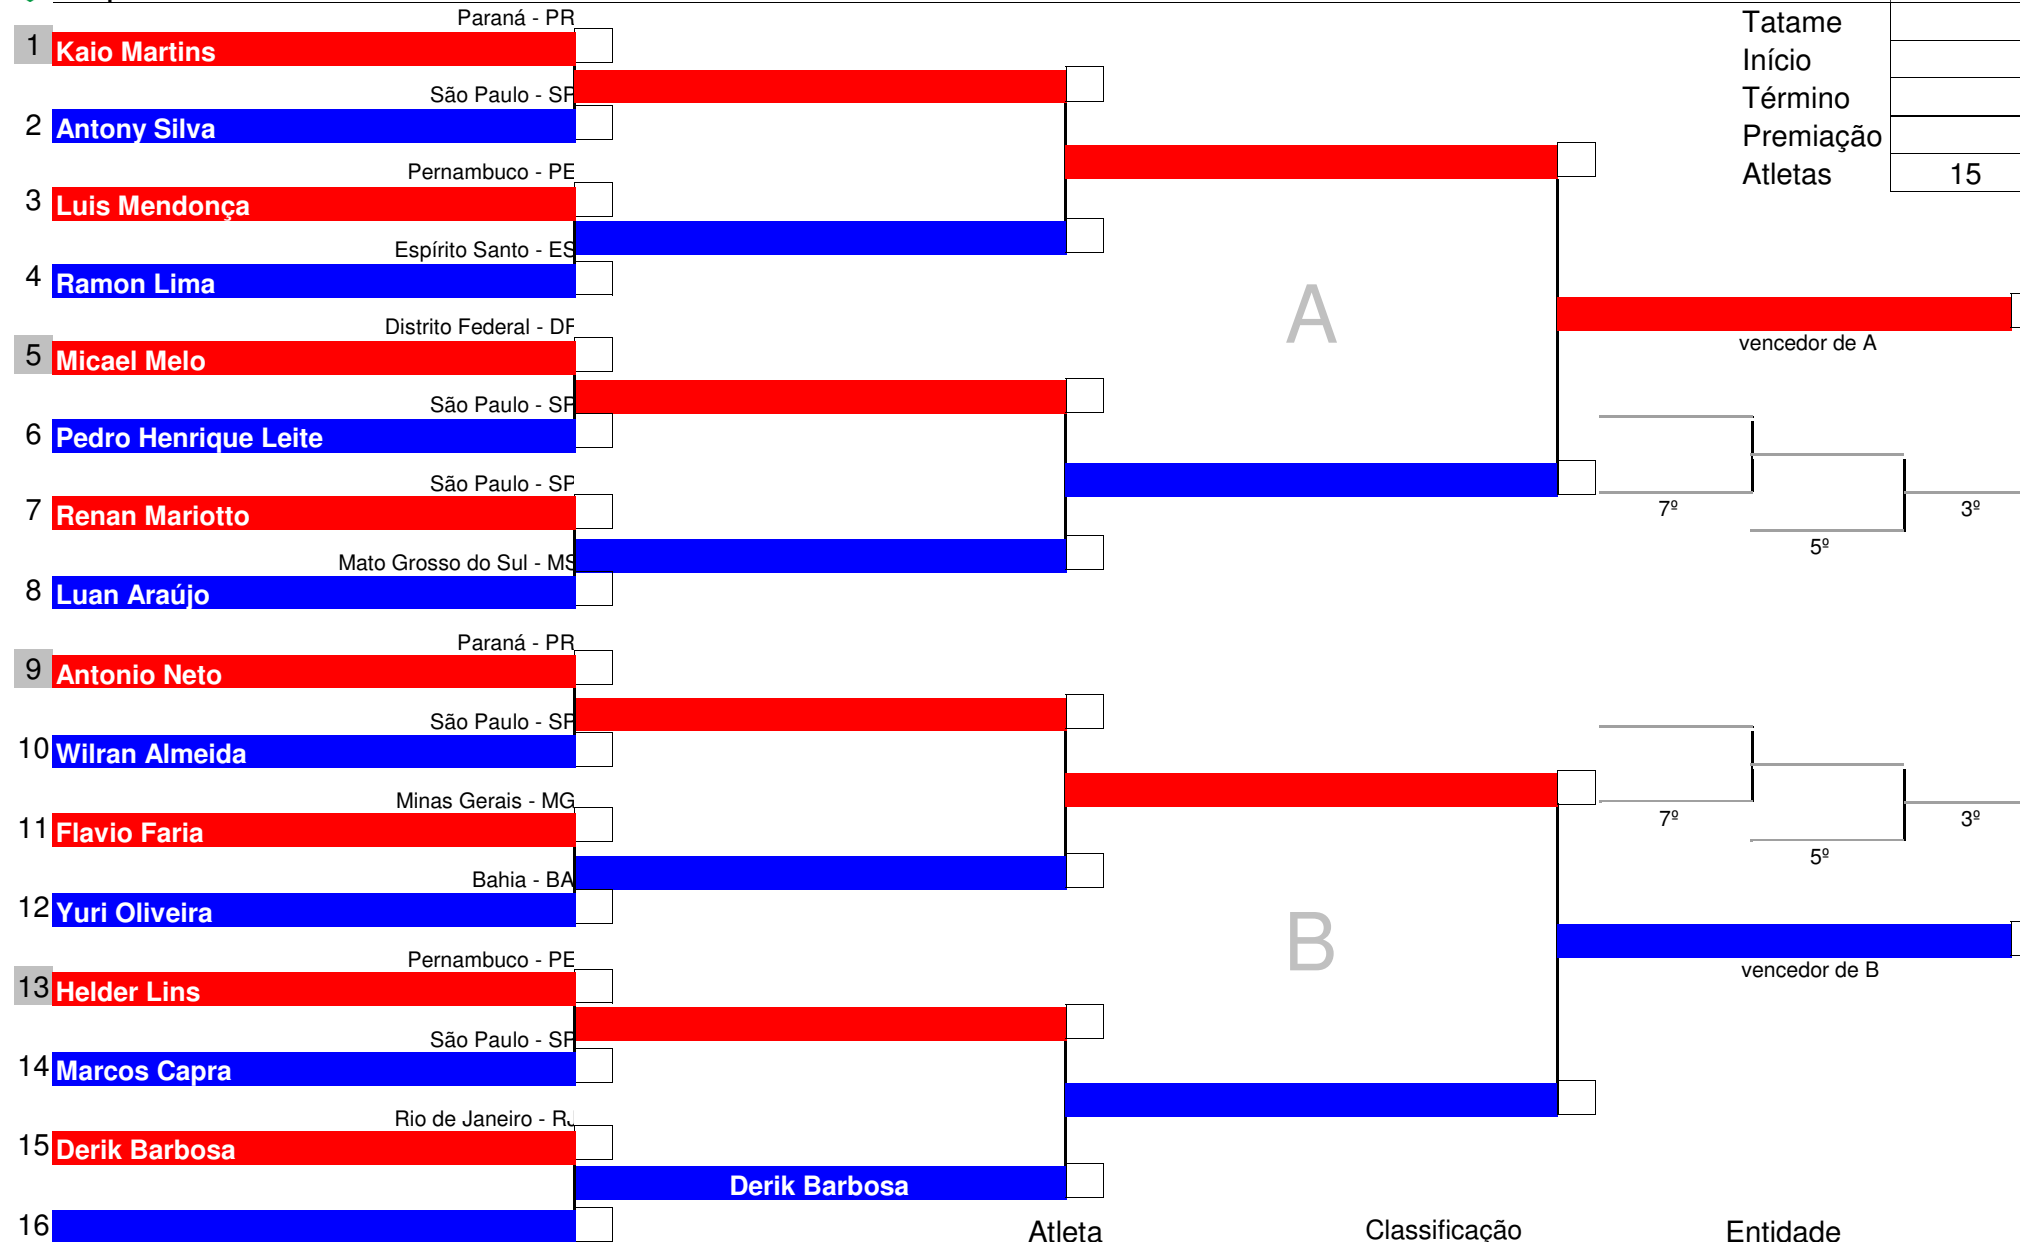 Paraná - PR
1 Kaio Martins
São Paulo - SP
2 Antony Silva
Pernambuco - PE
3 Luis Mendonça
Espírito Santo - ES
4 Ramon Lima
Distrito Federal - DF
5 Micael Melo
São Paulo - SP
6 Pedro Henrique Leite
São Paulo - SP
7 Renan Mariotto
Mato Grosso do Sul - MS
8 Luan Araújo
Paraná - PR
9 Antonio Neto
São Paulo - SP
10 Wilran Almeida
Minas Gerais - MG
11 Flavio Faria
Bahia - BA
12 Yuri Oliveira
Pernambuco - PE
13 Helder Lins
São Paulo - SP
14 Marcos Capra
Rio de Janeiro - RJ
15 Derik Barbosa
16
Derik Barbosa
A
B
Tatame
Início
Término
Premiação
Atletas 15
vencedor de A
7º
5º
3º
7º
5º
3º
vencedor de B
Atleta Classificação Entidade